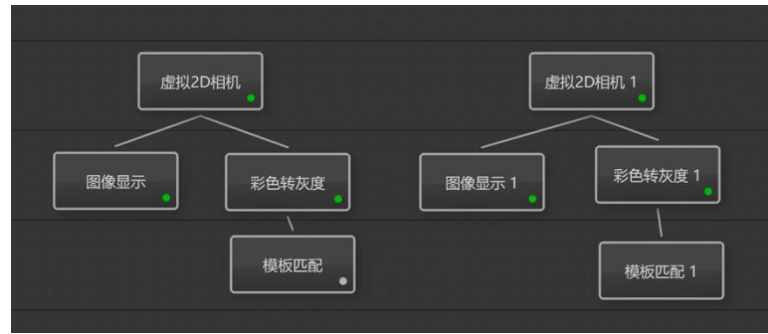 虚拟2D相机
虚拟2D相机 1
图像显示
彩色转灰度
图像显示 1
彩色转灰度 1
模板匹配
模板匹配 1